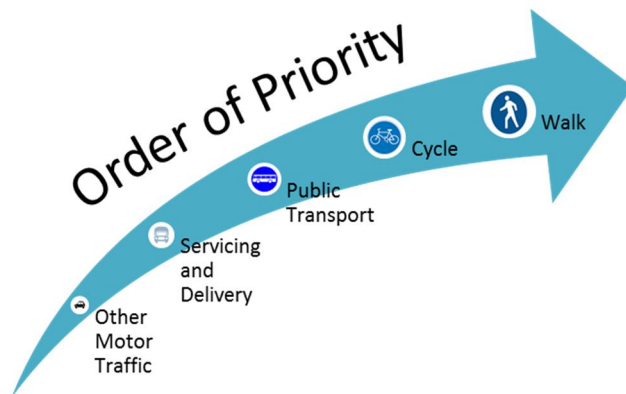 Order of Priority
Walk
Cycle
Public
Transport
Servicing
and
Delivery
Other
Motor
Traffic